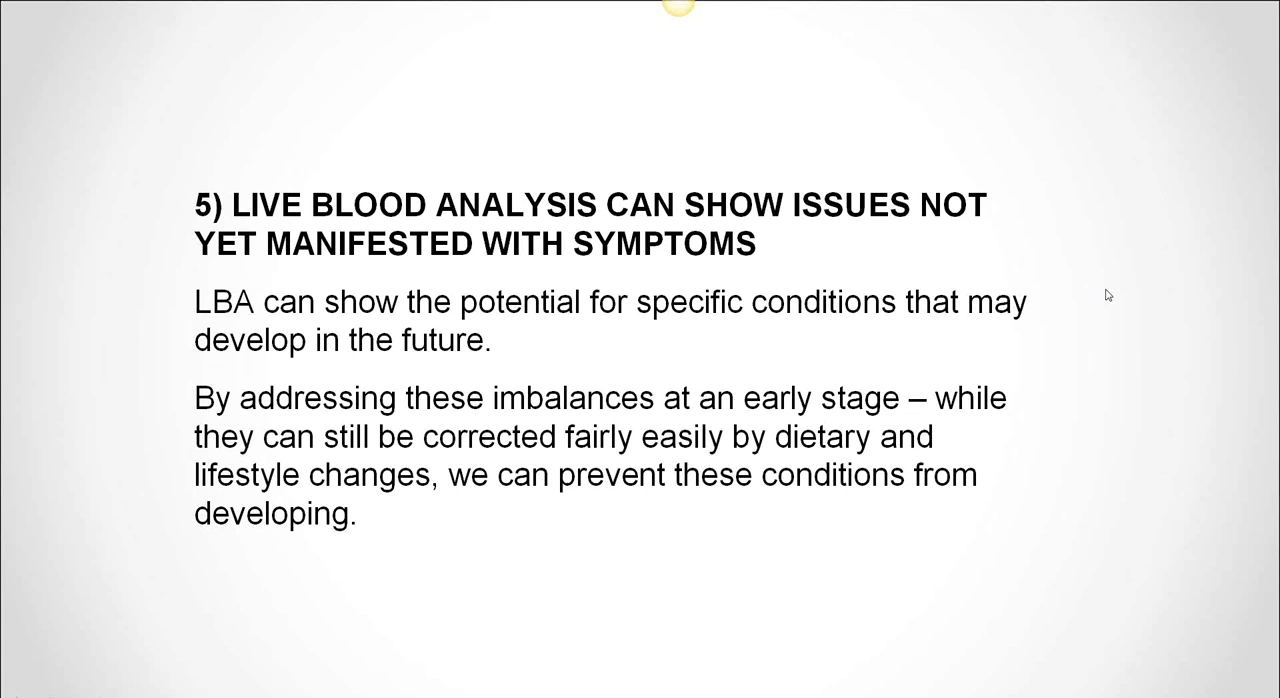 5) LIVE BLOOD ANALYSIS CAN SHOW ISSUES NOT
YET MANIFESTED WITH SYMPTOMS
LBA can show the potential for specific conditions that may
develop in the future.
By addressing these imbalances at an early stage – while
they can still be corrected fairly easily by dietary and
lifestyle changes, we can prevent these conditions from
developing.